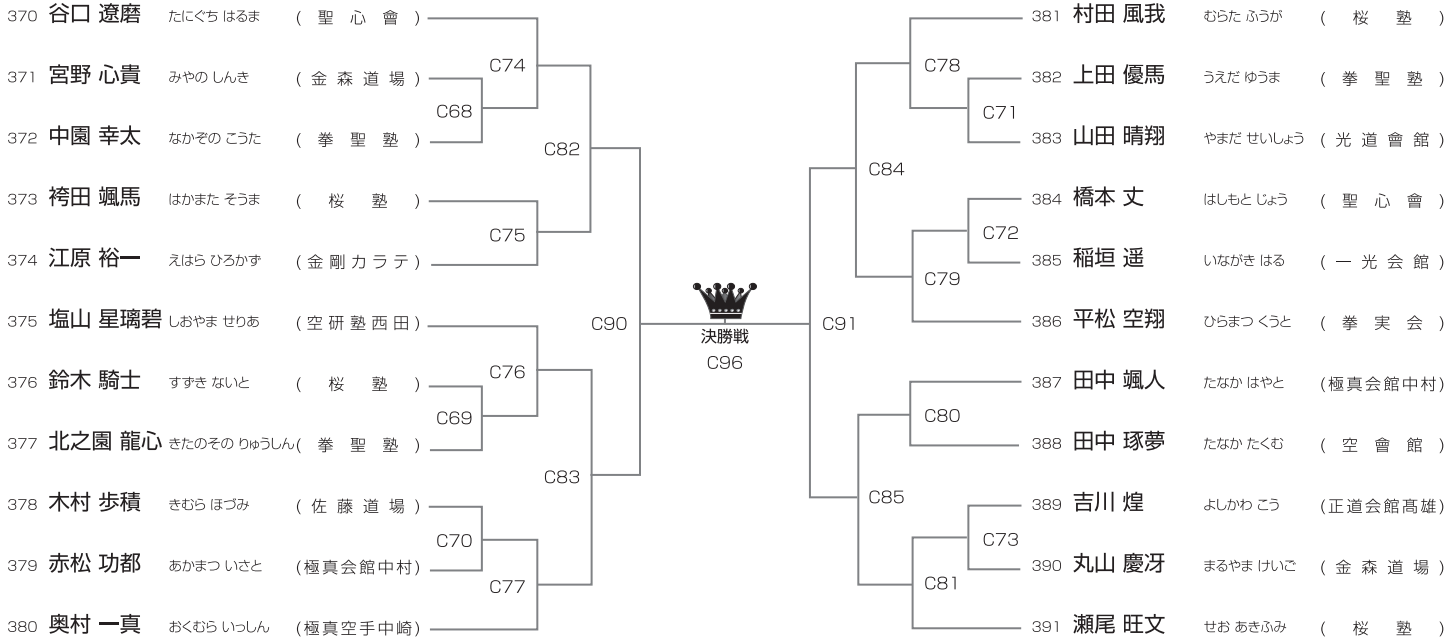 370 谷口 遼磨 たにぐち はるま ( 聖 心 會 )
371 宮野 心貴 みやの しんき ( 金 森 道 場 )
372 中園 幸太 なかぞの こうた ( 拳 聖 塾 )
373 袴田 颯馬 はかまた そうま ( 桜 塾 )
374 江原 裕一 えはら ひろかず ( 金 剛 カ ラ テ )
375 塩山 星璃碧 しおやま せりあ ( 空 研 塾 西 田 )
376 鈴木 騎士 すずき ないと ( 桜 塾 )
377 北之園 龍心 きたのその りゅうしん ( 拳 聖 塾 )
378 木村 歩積 きむら ほづみ ( 佐 藤 道 場 )
379 赤松 功都 あかまつ いさと (極真会館中村)
380 奥村 一真 おくむら いっしん (極真空手中崎)
C74
C68
C82
C75
C90
C76
C69
C83
C70
C77
決勝戦
C96
C78
C71
C84
C72
C79
C91
C80
C85
C73
C81
381 村田 風我 むらた ふうが ( 桜 塾 )
382 上田 優馬 うえだ ゆうま ( 拳 聖 塾 )
383 山田 晴翔 やまだ せいしょう ( 光 道 會 館 )
384 橋本 丈 はしもと じょう ( 聖 心 會 )
385 稲垣 遥 いながき はる ( 一 光 会 館 )
386 平松 空翔 ひらまつ くうと ( 拳 実 会 )
387 田中 颯人 たなか はやと (極真会館中村)
388 田中 琢夢 たなか たくむ ( 空 會 館 )
389 吉川 煌 よしかわ こう (正道会館髙雄)
390 丸山 慶冴 まるやま けいご ( 金 森 道 場 )
391 瀬尾 旺文 せお あきふみ ( 桜 塾 )